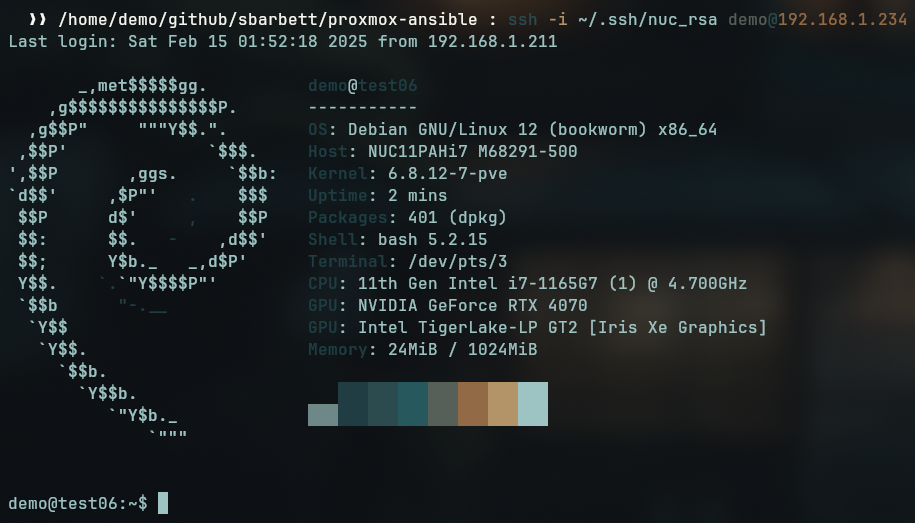 ❯❯ /home/demo/github/sbarbett/proxmox-ansible : ssh -i ~/.ssh/nuc_rsa demo@192.168.1.234
Last login: Sat Feb 15 01:52:18 2025 from 192.168.1.211
       _,met$$$$$gg.          demo@test06
    ,g$$$$$$$$$$$$$$$P.       -----------
  ,g$$P"     """Y$$.".        OS: Debian GNU/Linux 12 (bookworm) x86_64
 ,$$P'              `$$$.     Host: NUC11PAHi7 M68291-500
',$$P       ,ggs.     `$$b:   Kernel: 6.8.12-7-pve
`d$$'     ,$P"'   .    $$$    Uptime: 2 mins
 $$P      d$'     ,    $$P    Packages: 401 (dpkg)
 $$:      $$.   -    ,d$$'    Shell: bash 5.2.15
 $$;      Y$b._   _,d$P'      Terminal: /dev/pts/3
 Y$$.    `.`"Y$$$$P"'         CPU: 11th Gen Intel i7-1165G7 (1) @ 4.700GHz
 `$$b      "-.__              GPU: NVIDIA GeForce RTX 4070
  `Y$$                        GPU: Intel TigerLake-LP GT2 [Iris Xe Graphics]
   `Y$$.                      Memory: 24MiB / 1024MiB
     `$$b.
       `Y$$b.
          `"Y$b._
              `"""
demo@test06:~$